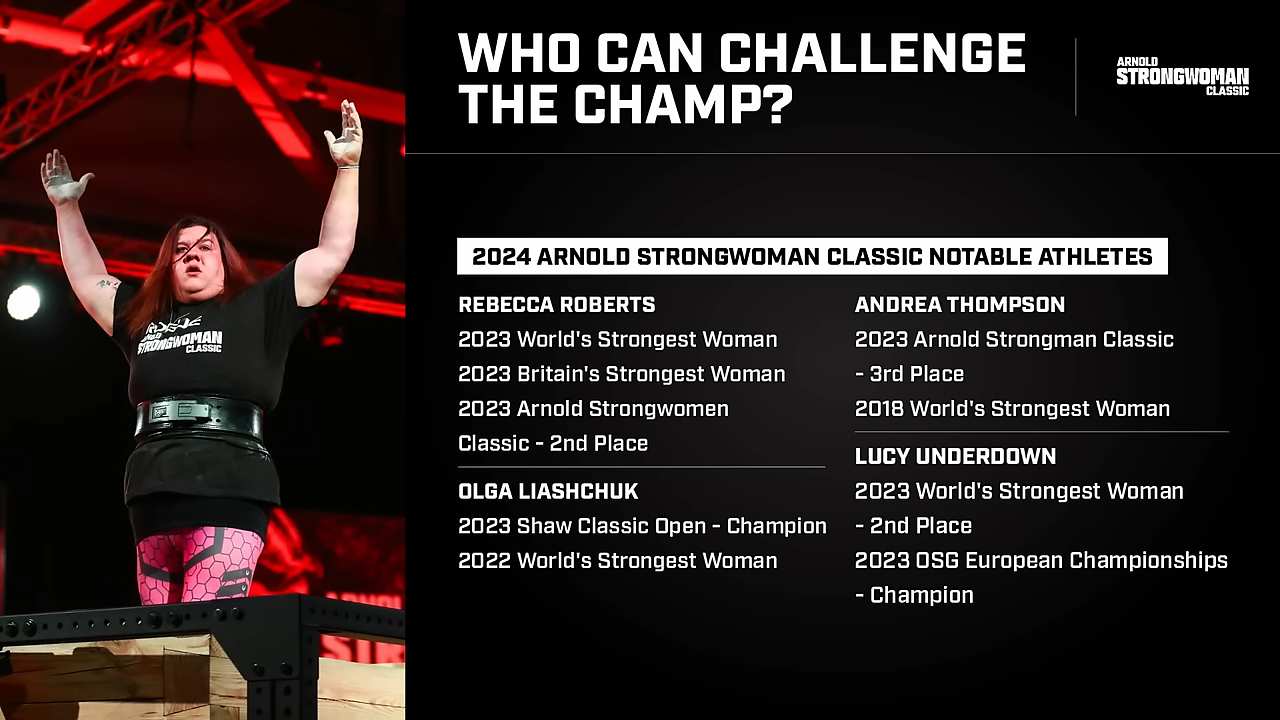 WHO CAN CHALLENGE
THE CHAMP?
ARNOLD
STRONGWOMAN
CLASSIC
2024 ARNOLD STRONGWOMAN CLASSIC NOTABLE ATHLETES
REBECCA ROBERTS
2023 World's Strongest Woman
2023 Britain's Strongest Woman
2023 Arnold Strongwomen
Classic - 2nd Place
OLGA LIASHCHUK
2023 Shaw Classic Open - Champion
2022 World's Strongest Woman
ANDREA THOMPSON
2023 Arnold Strongman Classic
- 3rd Place
2018 World's Strongest Woman
LUCY UNDERDOWN
2023 World's Strongest Woman
- 2nd Place
2023 OSG European Championships
- Champion
STRONGWOMAN
CLASSIC